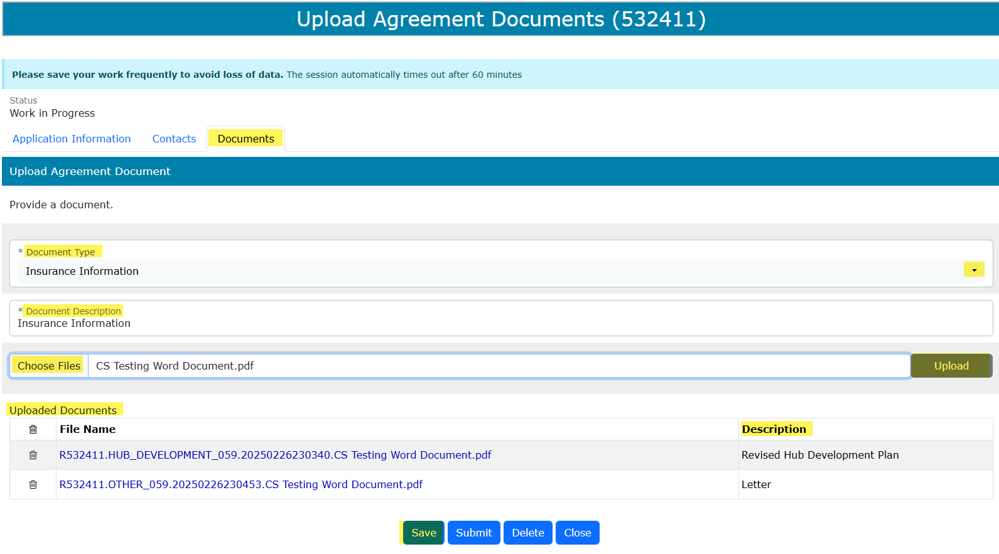 Upload Agreement Documents (532411)
Please save your work frequently to avoid loss of data. The session automatically times out after 60 minutes
Status
Work in Progress
Application Information Contacts Documents
Upload Agreement Document
Provide a document.
* Document Type
Insurance Information
* Document Description
Insurance Information
Choose Files CS Testing Word Document.pdf Upload
Uploaded Documents
File Name Description
R532411.HUB_DEVELOPMENT_059.20250226230340.CS Testing Word Document.pdf Revised Hub Development Plan
R532411.OTHER_059.20250226230453.CS Testing Word Document.pdf Letter
Save Submit Delete Close